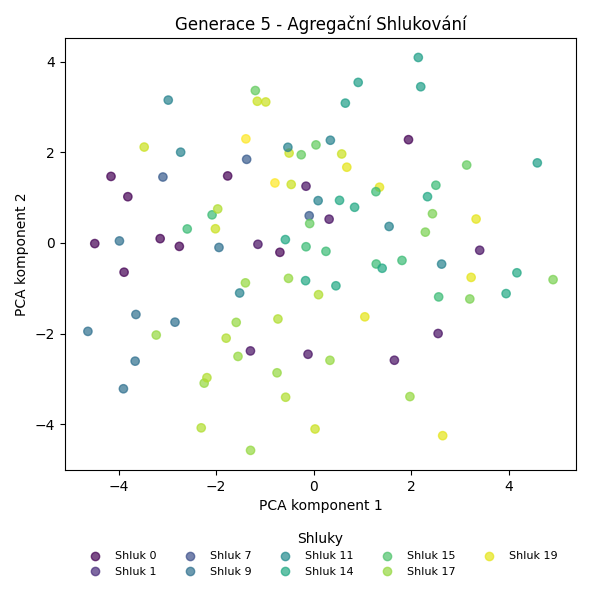 Generace 5 - Agregační Shlukování
PCA komponent 2
4
2
0
−2
−4
−4 −2 0 2 4
PCA komponent 1
Shluky
Shluk 0 Shluk 7 Shluk 11 Shluk 15 Shluk 19
Shluk 1 Shluk 9 Shluk 14 Shluk 17